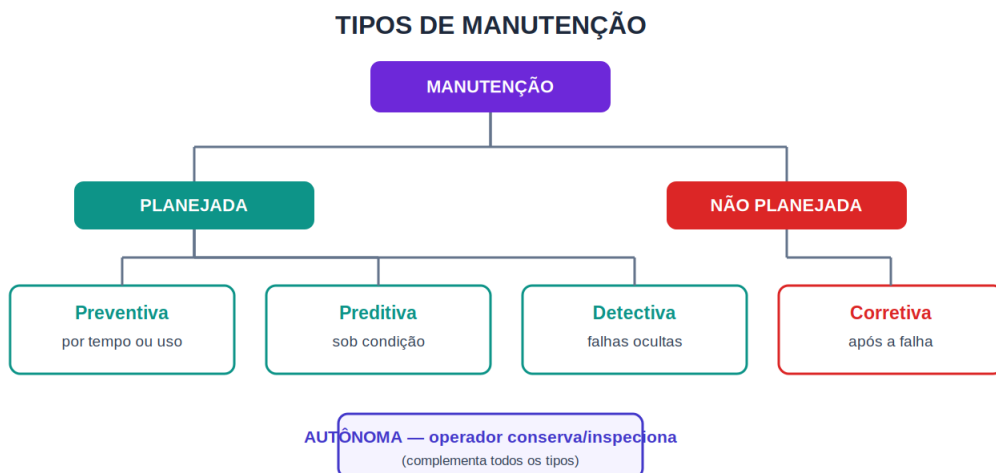 TIPOS DE MANUTENÇÃO
MANUTENÇÃO
PLANEJADA
NÃO PLANEJADA
Preventiva
por tempo ou uso
Preditiva
sob condição
Detectiva
falhas ocultas
Corretiva
após a falha
AUTÔNOMA — operador conserva/inspeciona
(complementa todos os tipos)